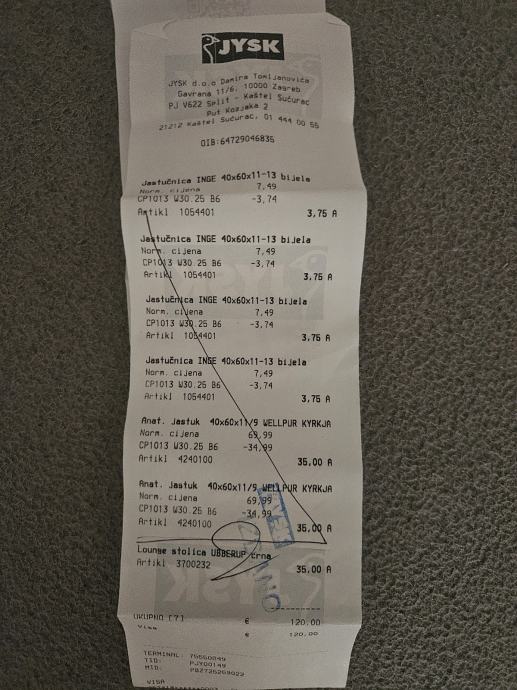 JYSK
JYSK d.o.o Damira Tomljanovića
Gavrana 11/6, 10000 Zagreb
PJ V622 Split - Kaštel Sućurac
Put Kozjaka 2
21212 Kaštel Sućurac, 01 444 00 55
OIB:64729046835
Jastučnica INGE 40x60x11-13 bijela
Norm. cijena 7,49
CP1013 W30.25 B6 -3,74
Artikl 1054401 3,75 A
Jastučnica INGE 40x60x11-13 bijela
Norm. cijena 7,49
CP1013 W30.25 B6 -3,74
Artikl 1054401 3,75 A
Jastučnica INGE 40x60x11-13 bijela
Norm. cijena 7,49
CP1013 W30.25 B6 -3,74
Artikl 1054401 3,75 A
Jastučnica INGE 40x60x11-13 bijela
Norm. cijena 7,49
CP1013 W30.25 B6 -3,74
Artikl 1054401 3,75 A
Anat. Jastuk 40x60x11/9 WELLPUR KYRKJA
Norm. cijena 69,99
CP1013 W30.25 B6 -34,99
Artikl 4240100 35,00 A
Anat. Jastuk 40x60x11/9 WELLPUR KYRKJA
Norm. cijena 69,99
CP1013 W30.25 B6 -34,99
Artikl 4240100 35,00 A
Lounge stolica UBBERUP crna
Artikl 3700232 35,00 A
UKUPNO [7] € 120,00
Visa € 120,00
TERMINAL:
TID: PJY00149
MID:
VISA